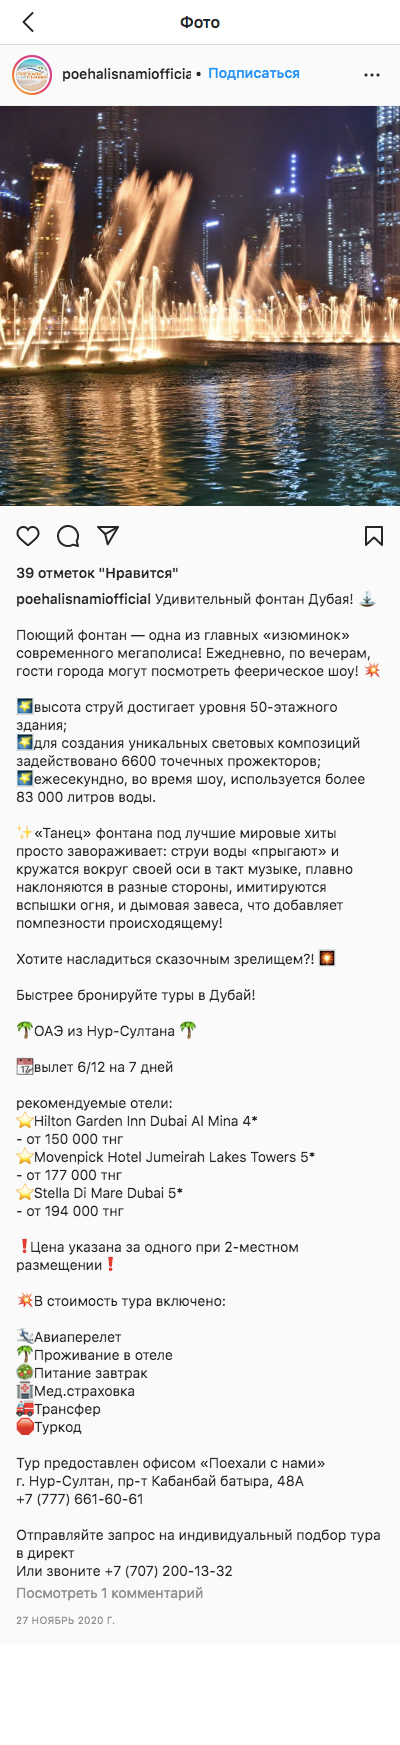 Фото
poehalisnamiofficia • Подписаться
39 отметок "Нравится"
poehalisnamiofficial Удивительный фонтан Дубая! ⛲
Поющий фонтан — одна из главных «изюминок»
современного мегаполиса! Ежедневно, по вечерам,
гости города могут посмотреть феерическое шоу! 💥
🌠высота струй достигает уровня 50-этажного
здания;
🌠для создания уникальных световых композиций
задействовано 6600 точечных прожекторов;
🌠ежесекундно, во время шоу, используется более
83 000 литров воды.
✨«Танец» фонтана под лучшие мировые хиты
просто завораживает: струи воды «прыгают» и
кружатся вокруг своей оси в такт музыке, плавно
наклоняются в разные стороны, имитируются
вспышки огня, и дымовая завеса, что добавляет
помпезности происходящему!
Хотите насладиться сказочным зрелищем?! 🎇
Быстрее бронируйте туры в Дубай!
🌴ОАЭ из Нур-Султана 🌴
📆вылет 6/12 на 7 дней
рекомендуемые отели:
⭐Hilton Garden Inn Dubai Al Mina 4*
- от 150 000 тнг
⭐Movenpick Hotel Jumeirah Lakes Towers 5*
- от 177 000 тнг
⭐Stella Di Mare Dubai 5*
- от 194 000 тнг
❗Цена указана за одного при 2-местном
размещении❗
💥В стоимость тура включено:
🛬Авиаперелет
🌴Проживание в отеле
🥗Питание завтрак
🏥Мед.страховка
🚒Трансфер
🛑Туркод
Тур предоставлен офисом «Поехали с нами»
г. Нур-Султан, пр-т Кабанбай батыра, 48А
+7 (777) 661-60-61
Отправляйте запрос на индивидуальный подбор тура
в директ
Или звоните +7 (707) 200-13-32
Посмотреть 1 комментарий
27 НОЯБРЬ 2020 Г.